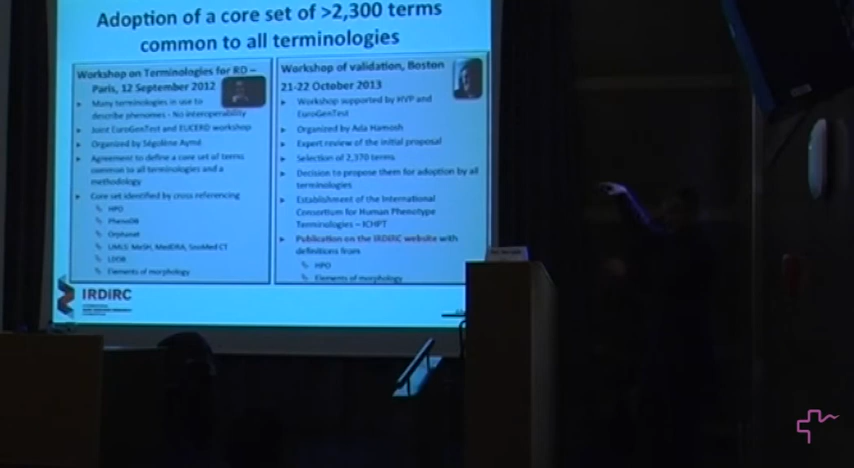 Adoption of a core set of >2,300 terms
common to all terminologies
Workshop on Terminologies for RD –
Paris, 12 September 2012
Many terminologies in use to
describe phenomes - No interoperability
Joint EuroGenTest and EUCERD workshop
Organized by Ségolène Aymé
Agreement to define a core set of terms
common to all terminologies and a
methodology
Core set identified by cross referencing
HPO
PhenoDB
Orphanet
UMLS: MeSH, MedDRA, SnoMed CT
LDDB
Elements of morphology
Workshop of validation, Boston
21-22 October 2013
Workshop supported by HVP and
EuroGenTest
Organized by Ada Hamosh
Expert review of the initial proposal
Selection of 2,370 terms
Decision to propose them for adoption by all
terminologies
Establishment of the International
Consortium for Human Phenotype
Terminologies – ICHPT
Publication on the IRDiRC website with
definitions from
HPO
Elements of morphology
IRDiRC